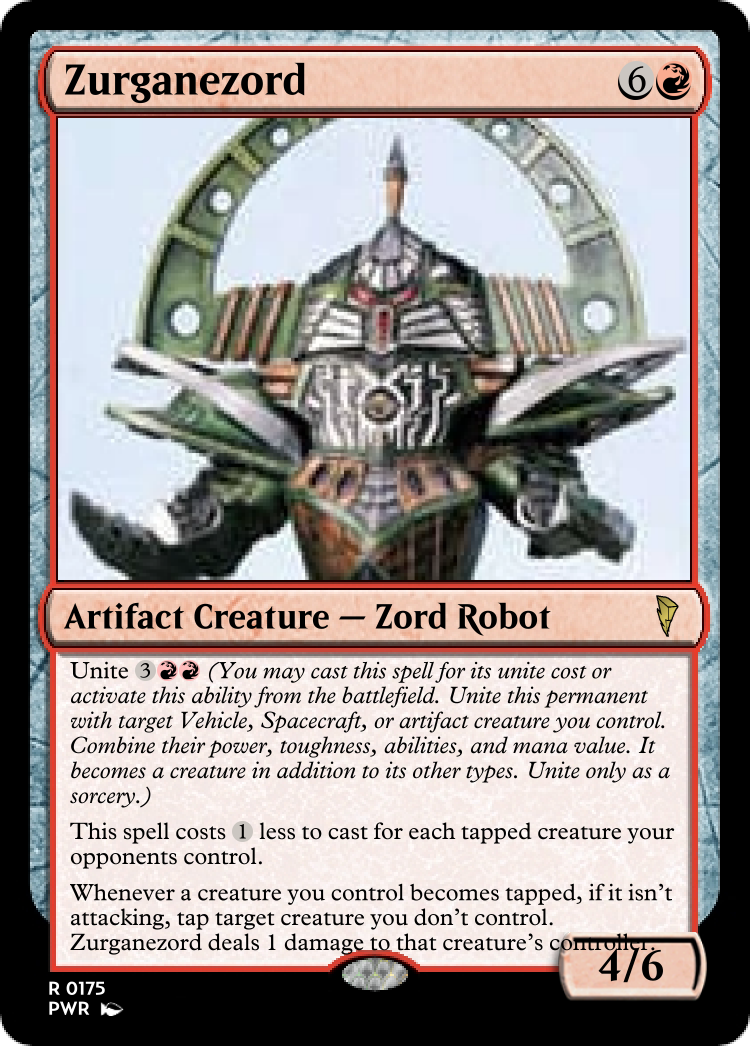 Zurganezord 6
Artifact Creature — Zord Robot
Unite 3 (You may cast this spell for its unite cost or
activate this ability from the battlefield. Unite this permanent
with target Vehicle, Spacecraft, or artifact creature you control.
Combine their power, toughness, abilities, and mana value. It
becomes a creature in addition to its other types. Unite only as a
sorcery.)
This spell costs 1 less to cast for each tapped creature your
opponents control.
Whenever a creature you control becomes tapped, if it isn't
attacking, tap target creature you don't control.
Zurganezord deals 1 damage to that creature's controller.
4/6
R 0175
PWR